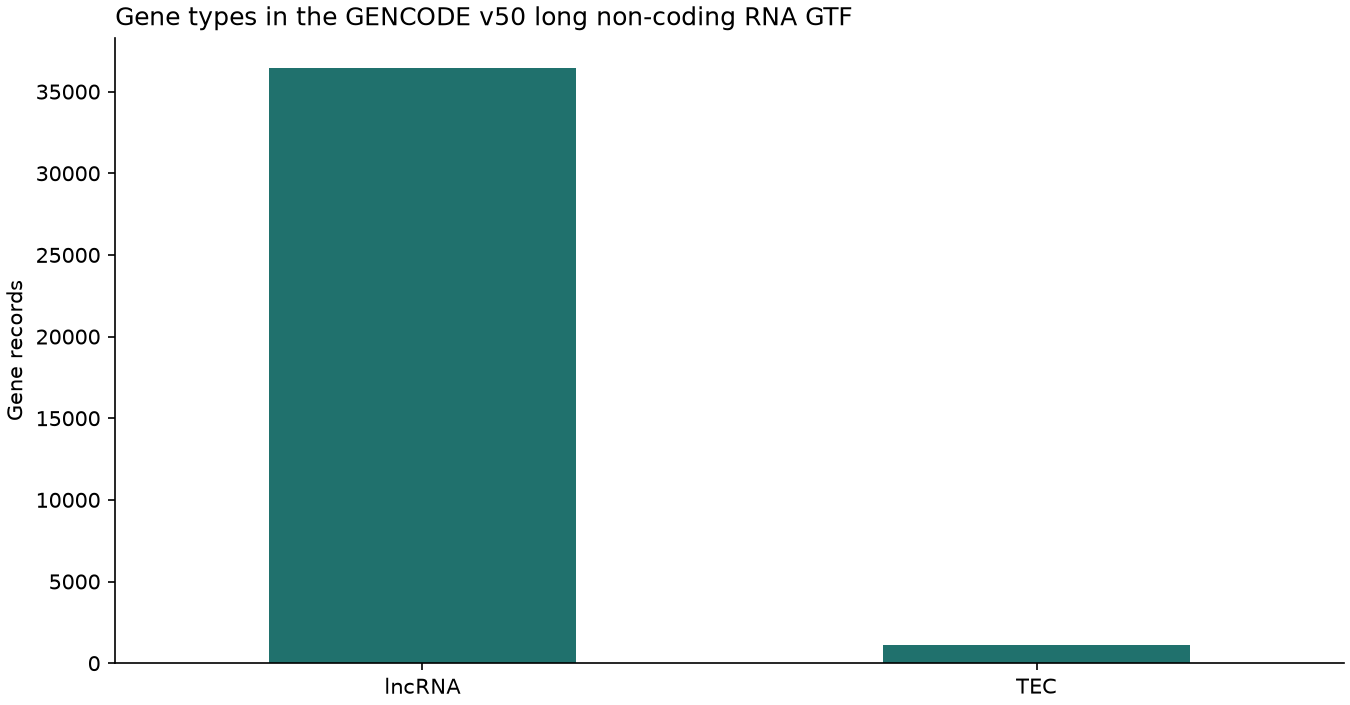 Gene types in the GENCODE v50 long non-coding RNA GTF
Gene records
35000
30000
25000
20000
15000
10000
5000
0
lncRNA
TEC